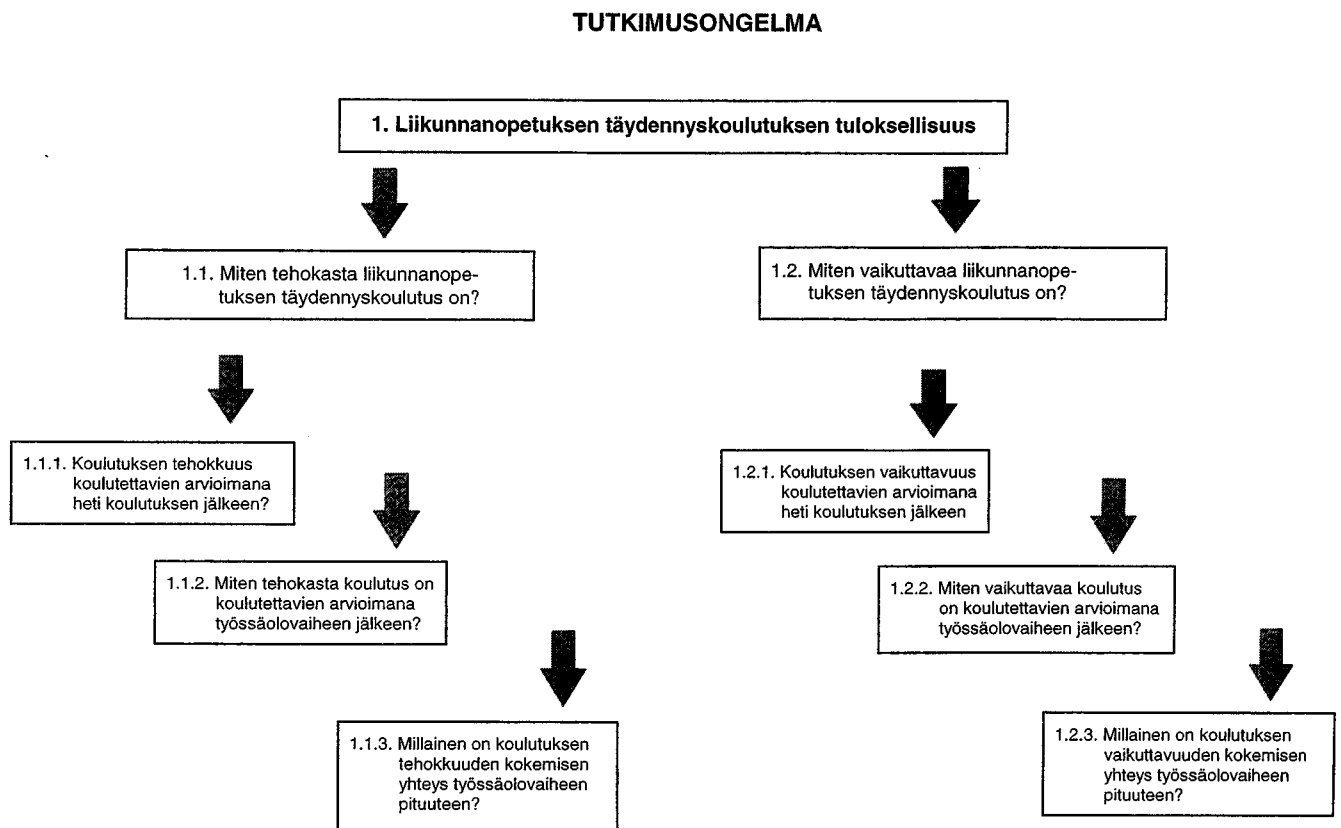 TUTKIMUSONGELMA
1. Liikunnanopetuksen täydennyskoulutuksen tuloksellisuus
1.1. Miten tehokasta liikunnanope-
tuksen täydennyskoulutus on?
1.2. Miten vaikuttavaa liikunnanope-
tuksen täydennyskoulutus on?
1.1.1. Koulutuksen tehokkuus
koulutettavien arvioimana
heti koulutuksen jälkeen?
1.1.2. Miten tehokasta koulutus on
koulutettavien arvioimana
työssäolovaiheen jälkeen?
1.1.3. Millainen on koulutuksen
tehokkuuden kokemisen
yhteys työssäolovaiheen
pituuteen?
1.2.1. Koulutuksen vaikuttavuus
koulutettavien arvioimana
heti koulutuksen jälkeen
1.2.2. Miten vaikuttavaa koulutus
on koulutettavien arvioimana
työssäolovaiheen jälkeen?
1.2.3. Millainen on koulutuksen
vaikuttavuuden kokemisen
yhteys työssäolovaiheen
pituuteen?